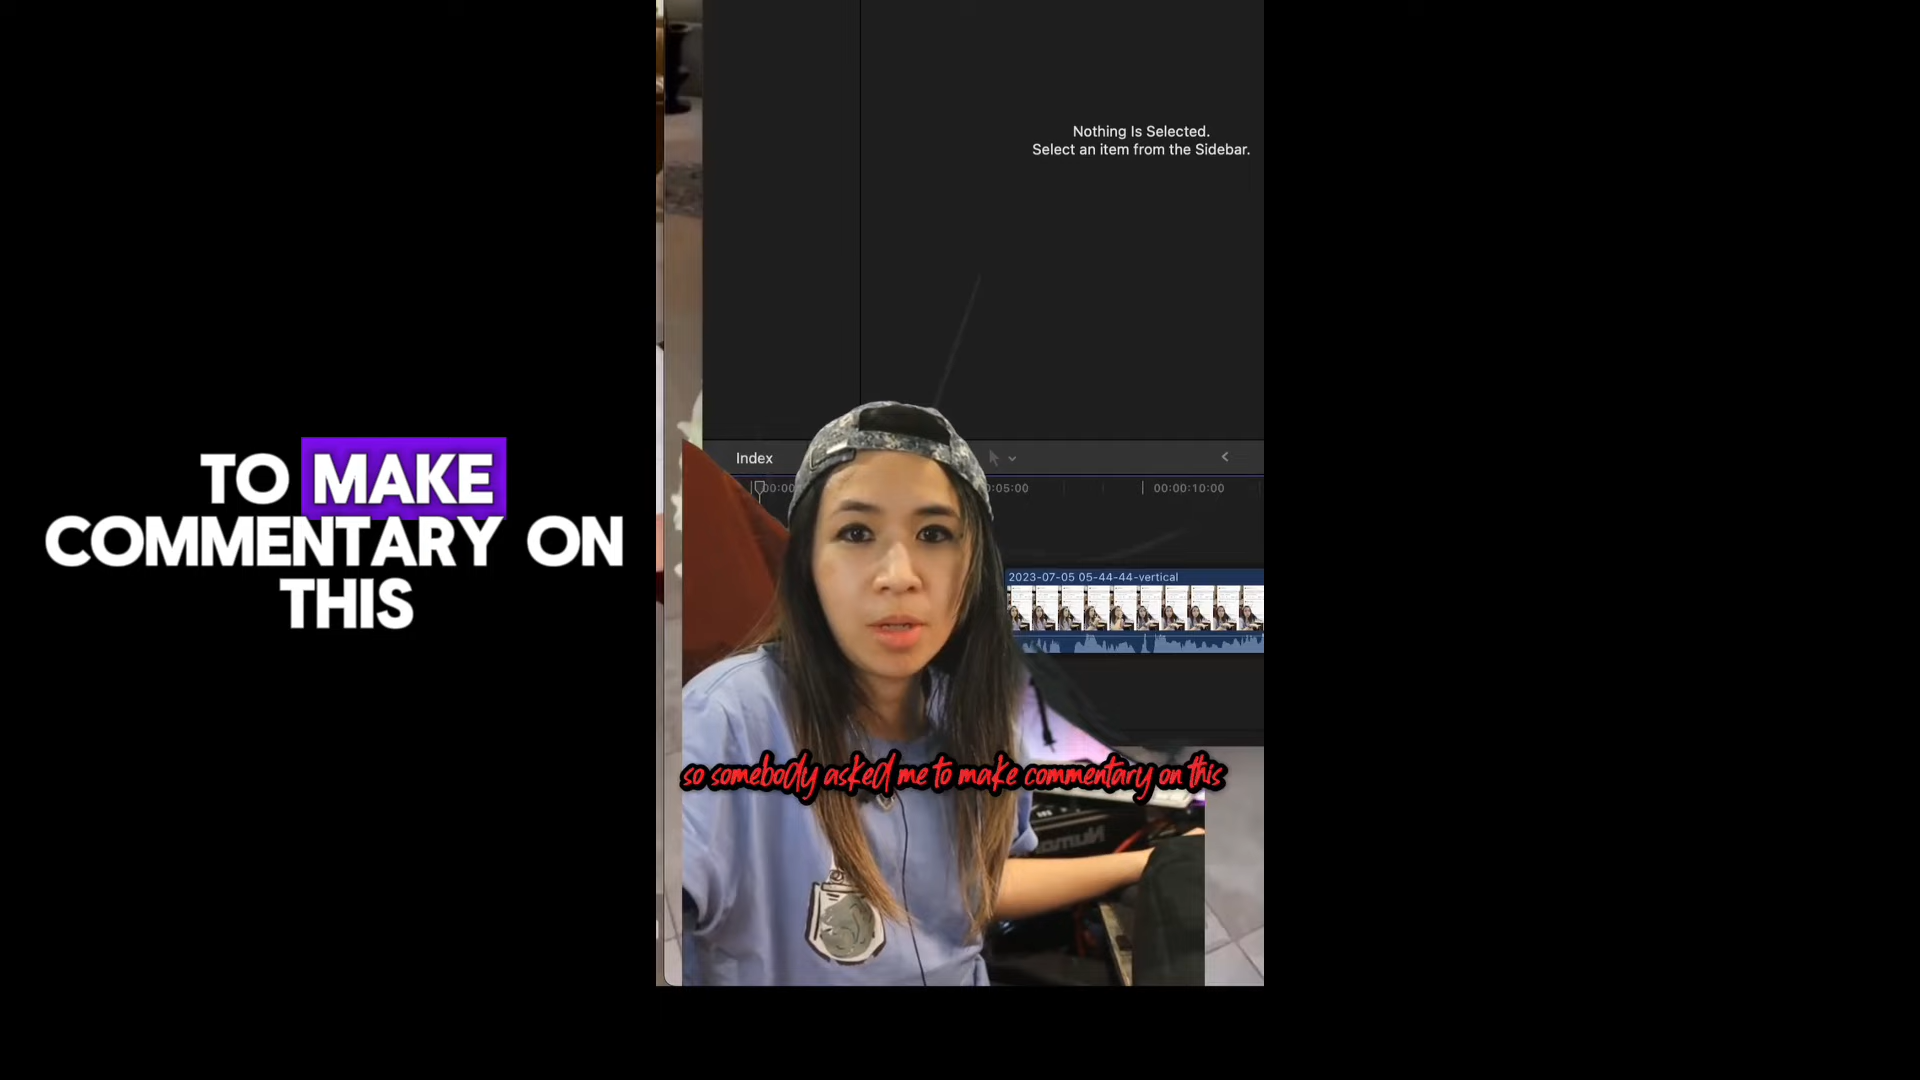 Nothing Is Selected.
Select an item from the Sidebar.
Index
00:00:10:00
2023-07-05 05-44-44-vertical
TO MAKE
COMMENTARY ON
THIS
so somebody asked me to make commentary on this
Numark